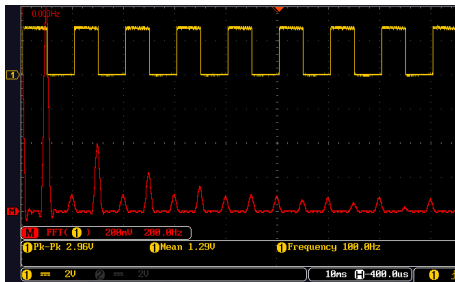 0.000Hz
1
M
M FFT( 1 ) 200mV 200.0Hz
1 Pk-Pk 2.96V 1 Mean 1.29V 1 Frequency 100.0Hz
1 2V 2 2V 10ms H -400.0us 1